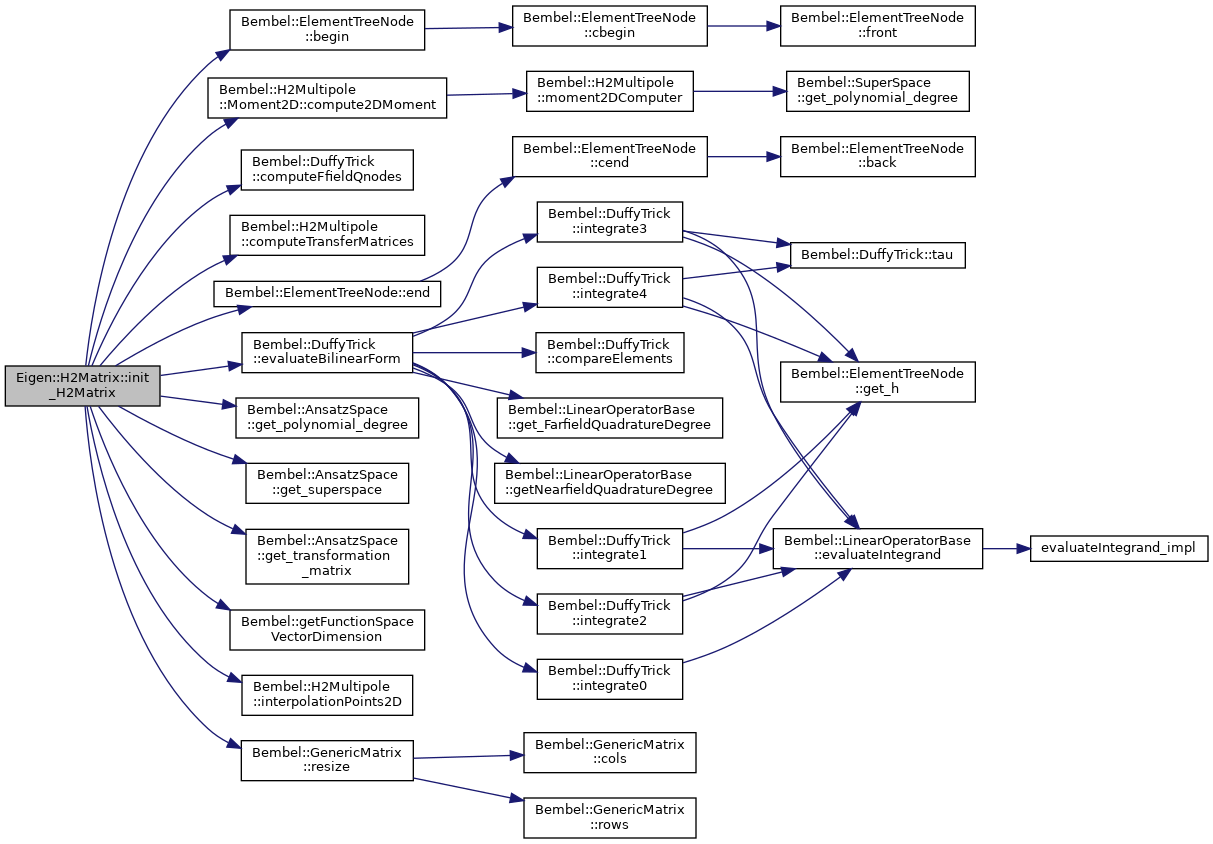 Eigen::H2Matrix::init
_H2Matrix
Bembel::ElementTreeNode
::begin
Bembel::H2Multipole
::Moment2D::compute2DMoment
Bembel::DuffyTrick
::computeFfieldQnodes
Bembel::H2Multipole
::computeTransferMatrices
Bembel::ElementTreeNode::end
Bembel::DuffyTrick
::evaluateBilinearForm
Bembel::AnsatzSpace
::get_polynomial_degree
Bembel::AnsatzSpace
::get_superspace
Bembel::AnsatzSpace
::get_transformation
_matrix
Bembel::getFunctionSpace
VectorDimension
Bembel::H2Multipole
::interpolationPoints2D
Bembel::GenericMatrix
::resize
Bembel::ElementTreeNode
::cbegin
Bembel::H2Multipole
::moment2DComputer
Bembel::ElementTreeNode
::cend
Bembel::DuffyTrick
::integrate3
Bembel::DuffyTrick
::integrate4
Bembel::DuffyTrick
::compareElements
Bembel::LinearOperatorBase
::get_FarfieldQuadratureDegree
Bembel::LinearOperatorBase
::getNearfieldQuadratureDegree
Bembel::DuffyTrick
::integrate1
Bembel::DuffyTrick
::integrate2
Bembel::DuffyTrick
::integrate0
Bembel::GenericMatrix
::cols
Bembel::GenericMatrix
::rows
Bembel::ElementTreeNode
::front
Bembel::SuperSpace
::get_polynomial_degree
Bembel::ElementTreeNode
::back
Bembel::DuffyTrick::tau
Bembel::ElementTreeNode
::get_h
Bembel::LinearOperatorBase
::evaluateIntegrand
evaluateIntegrand_impl